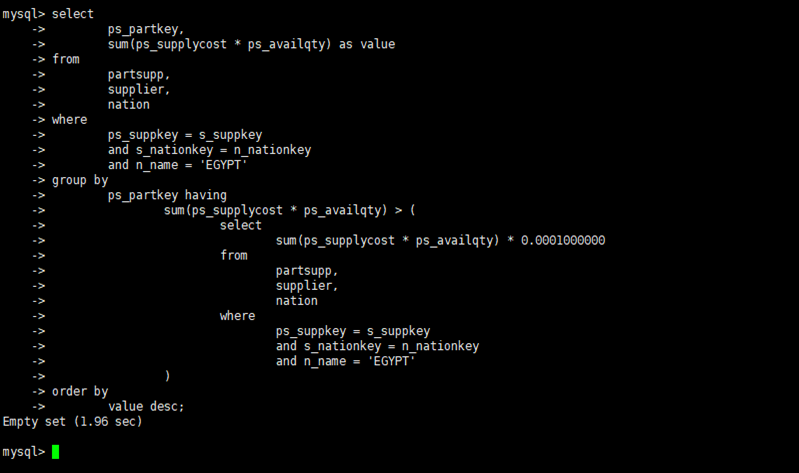 mysql> select
    ->         ps_partkey,
    ->         sum(ps_supplycost * ps_availqty) as value
    -> from
    ->         partsupp,
    ->         supplier,
    ->         nation
    -> where
    ->         ps_suppkey = s_suppkey
    ->         and s_nationkey = n_nationkey
    ->         and n_name = 'EGYPT'
    -> group by
    ->         ps_partkey having
    ->                 sum(ps_supplycost * ps_availqty) > (
    ->                         select
    ->                                 sum(ps_supplycost * ps_availqty) * 0.0001000000
    ->                         from
    ->                                 partsupp,
    ->                                 supplier,
    ->                                 nation
    ->                         where
    ->                                 ps_suppkey = s_suppkey
    ->                                 and s_nationkey = n_nationkey
    ->                                 and n_name = 'EGYPT'
    ->                 )
    -> order by
    ->         value desc;
Empty set (1.96 sec)
mysql>